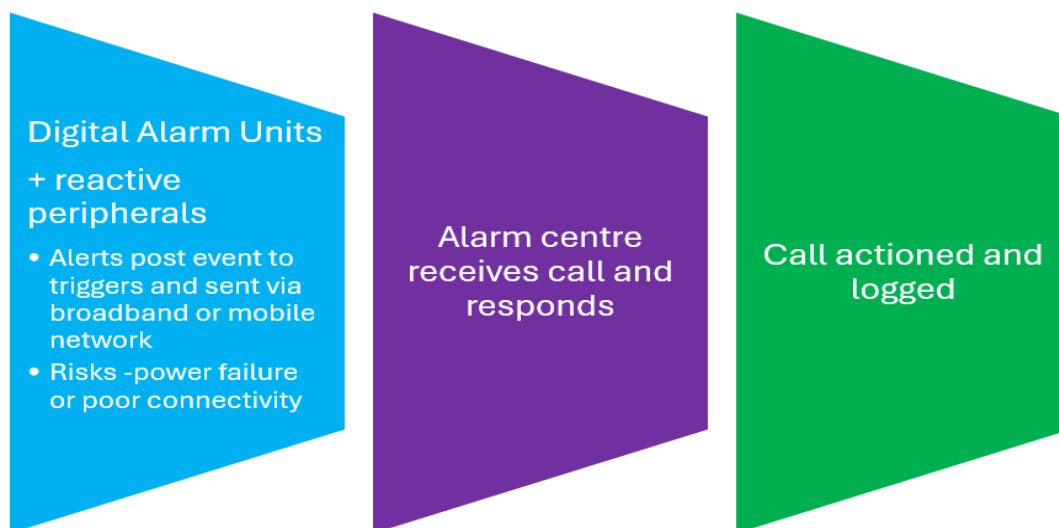 Digital Alarm Units
+ reactive
peripherals
• Alerts post event to
triggers and sent via
broadband or mobile
network
• Risks -power failure
or poor connectivity
Alarm centre
receives call and
responds
Call actioned and
logged